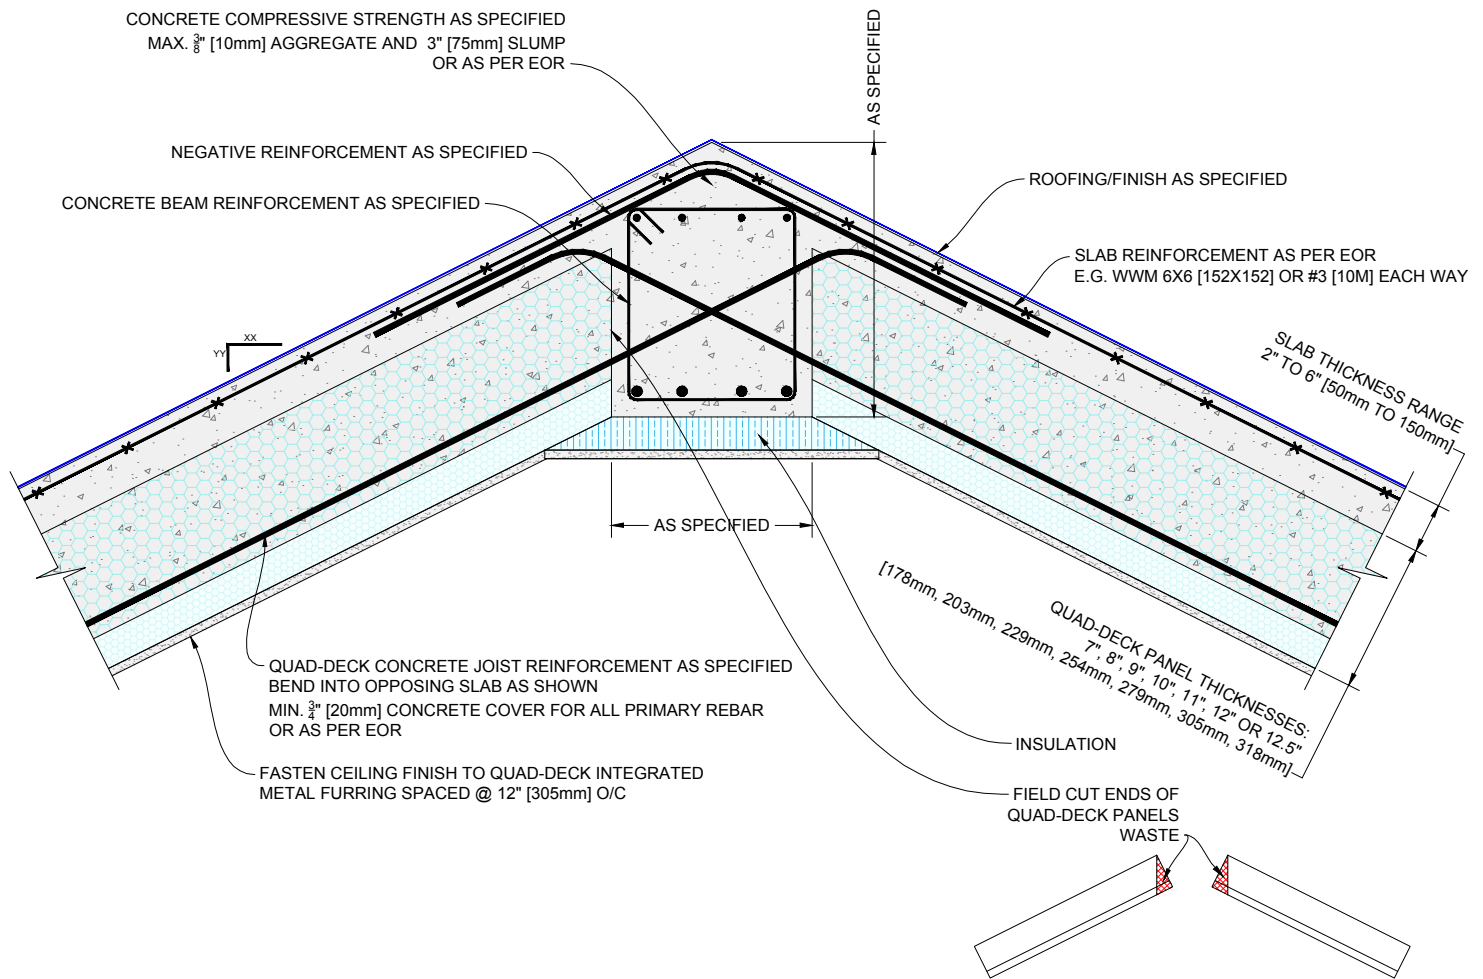 CONCRETE COMPRESSIVE STRENGTH AS SPECIFIED
MAX. 3/8" [10mm] AGGREGATE AND 3" [75mm] SLUMP
OR AS PER EOR
AS SPECIFIED
NEGATIVE REINFORCEMENT AS SPECIFIED
CONCRETE BEAM REINFORCEMENT AS SPECIFIED
ROOFING/FINISH AS SPECIFIED
SLAB REINFORCEMENT AS PER EOR
E.G. WWM 6X6 [152X152] OR #3 [10M] EACH WAY
XX
YY
SLAB THICKNESS RANGE
2" TO 6" [50mm TO 150mm]
AS SPECIFIED
QUAD-DECK PANEL THICKNESSES:
7", 8", 9", 10", 11", 12" OR 12.5"
[178mm, 203mm, 229mm, 254mm, 279mm, 305mm, 318mm]
QUAD-DECK CONCRETE JOIST REINFORCEMENT AS SPECIFIED
BEND INTO OPPOSING SLAB AS SHOWN
MIN. 3/4" [20mm] CONCRETE COVER FOR ALL PRIMARY REBAR
OR AS PER EOR
INSULATION
FASTEN CEILING FINISH TO QUAD-DECK INTEGRATED
METAL FURRING SPACED @ 12" [305mm] O/C
FIELD CUT ENDS OF
QUAD-DECK PANELS
WASTE